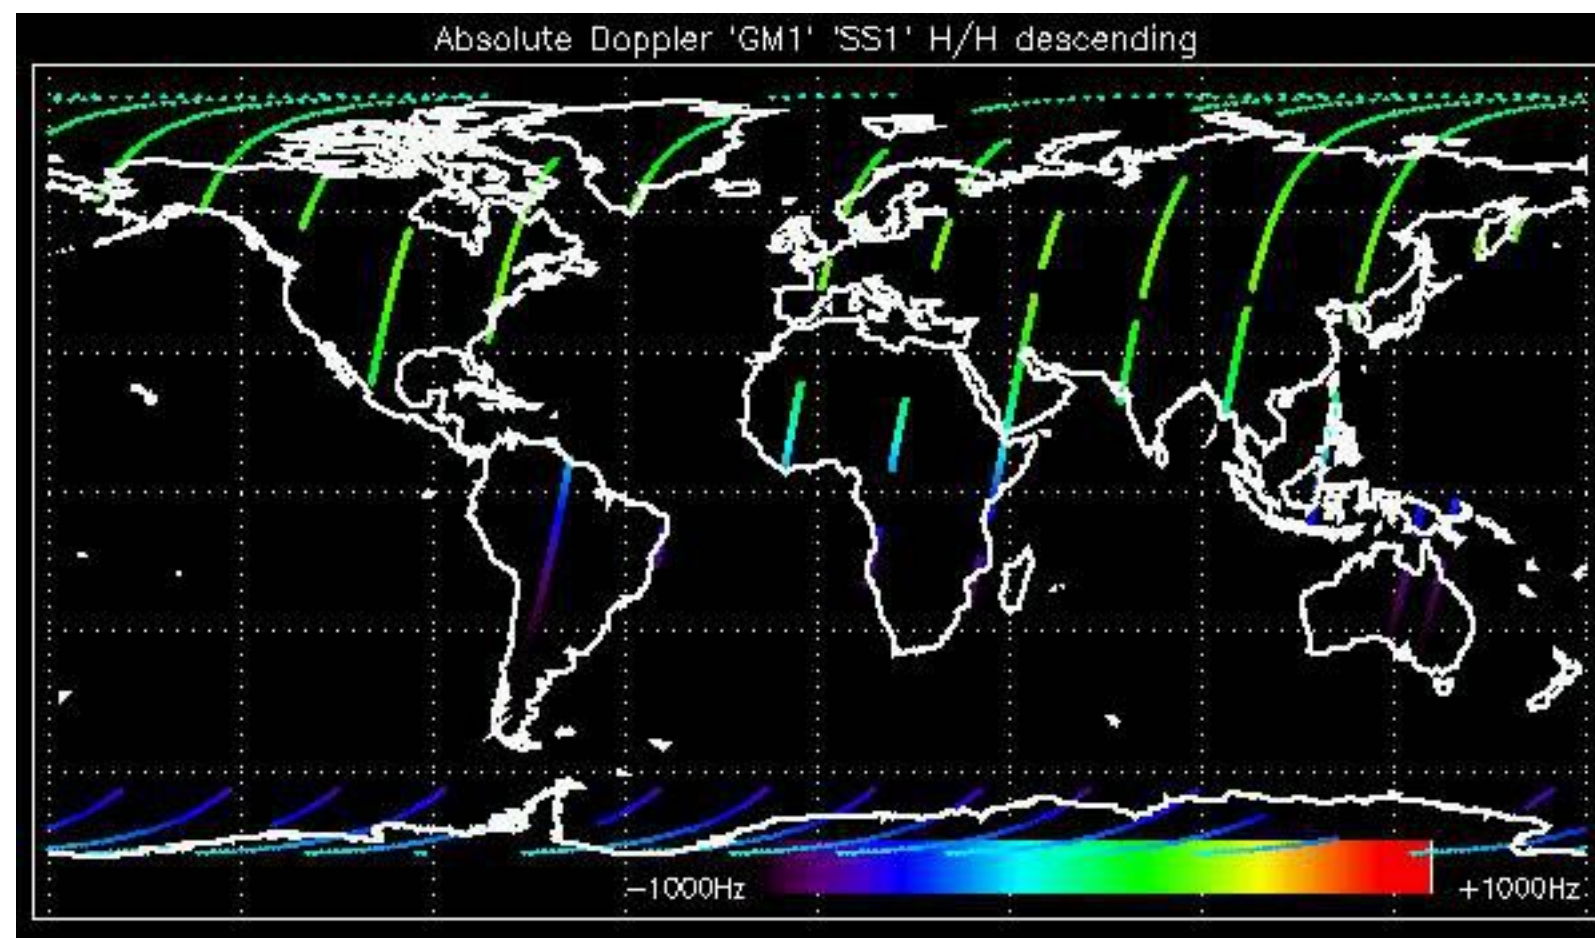 Absolute Doppler 'GM1' 'SS1' H/H descending
−1000Hz
+1000Hz